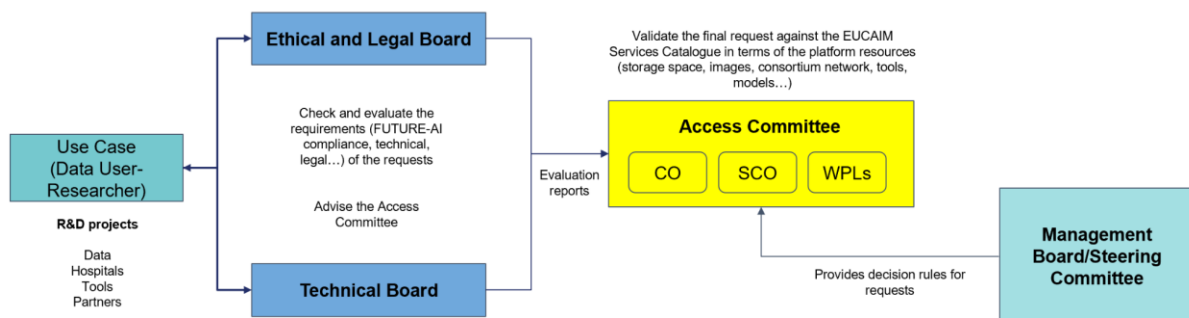 Use Case
(Data User-
Researcher)
R&D projects
Data
Hospitals
Tools
Partners
Ethical and Legal Board
Check and evaluate the
requirements (FUTURE-AI
compliance, technical,
legal…) of the requests
Advise the Access
Committee
Technical Board
Evaluation
reports
Validate the final request against the EUCAIM
Services Catalogue in terms of the platform resources
(storage space, images, consortium network, tools,
models…)
Access Committee
CO
SCO
WPLs
Provides decision rules for
requests
Management
Board/Steering
Committee